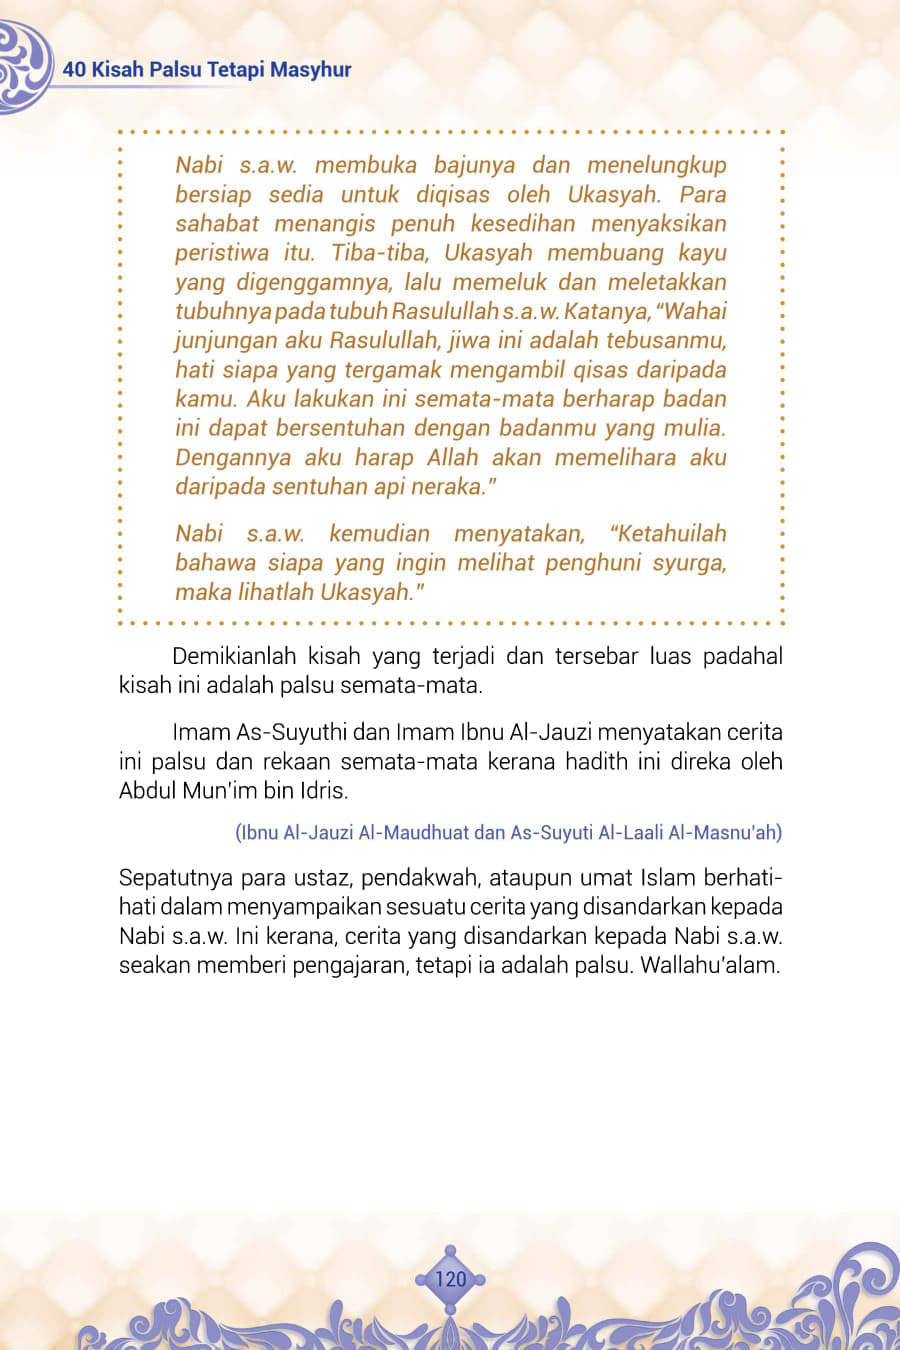 40 Kisah Palsu Tetapi Masyhur
Nabi s.a.w. membuka bajunya dan menelungkup
bersiap sedia untuk diqisas oleh Ukasyah. Para
sahabat menangis penuh kesedihan menyaksikan
peristiwa itu. Tiba-tiba, Ukasyah membuang kayu
yang digenggamnya, lalu memeluk dan meletakkan
tubuhnya pada tubuh Rasulullah s.a.w. Katanya, “Wahai
junjungan aku Rasulullah, jiwa ini adalah tebusanmu,
hati siapa yang tergamak mengambil qisas daripada
kamu. Aku lakukan ini semata-mata berharap badan
ini dapat bersentuhan dengan badanmu yang mulia.
Dengannya aku harap Allah akan memelihara aku
daripada sentuhan api neraka.”
Nabi s.a.w. kemudian menyatakan, “Ketahuilah
bahawa siapa yang ingin melihat penghuni syurga,
maka lihatlah Ukasyah.”
Demikianlah kisah yang terjadi dan tersebar luas padahal
kisah ini adalah palsu semata-mata.
Imam As-Suyuthi dan Imam Ibnu Al-Jauzi menyatakan cerita
ini palsu dan rekaan semata-mata kerana hadith ini direka oleh
Abdul Mun’im bin Idris.
(Ibnu Al-Jauzi Al-Maudhuat dan As-Suyuti Al-Laali Al-Masnu’ah)
Sepatutnya para ustaz, pendakwah, ataupun umat Islam berhati-
hati dalam menyampaikan sesuatu cerita yang disandarkan kepada
Nabi s.a.w. Ini kerana, cerita yang disandarkan kepada Nabi s.a.w.
seakan memberi pengajaran, tetapi ia adalah palsu. Wallahu’alam.
120